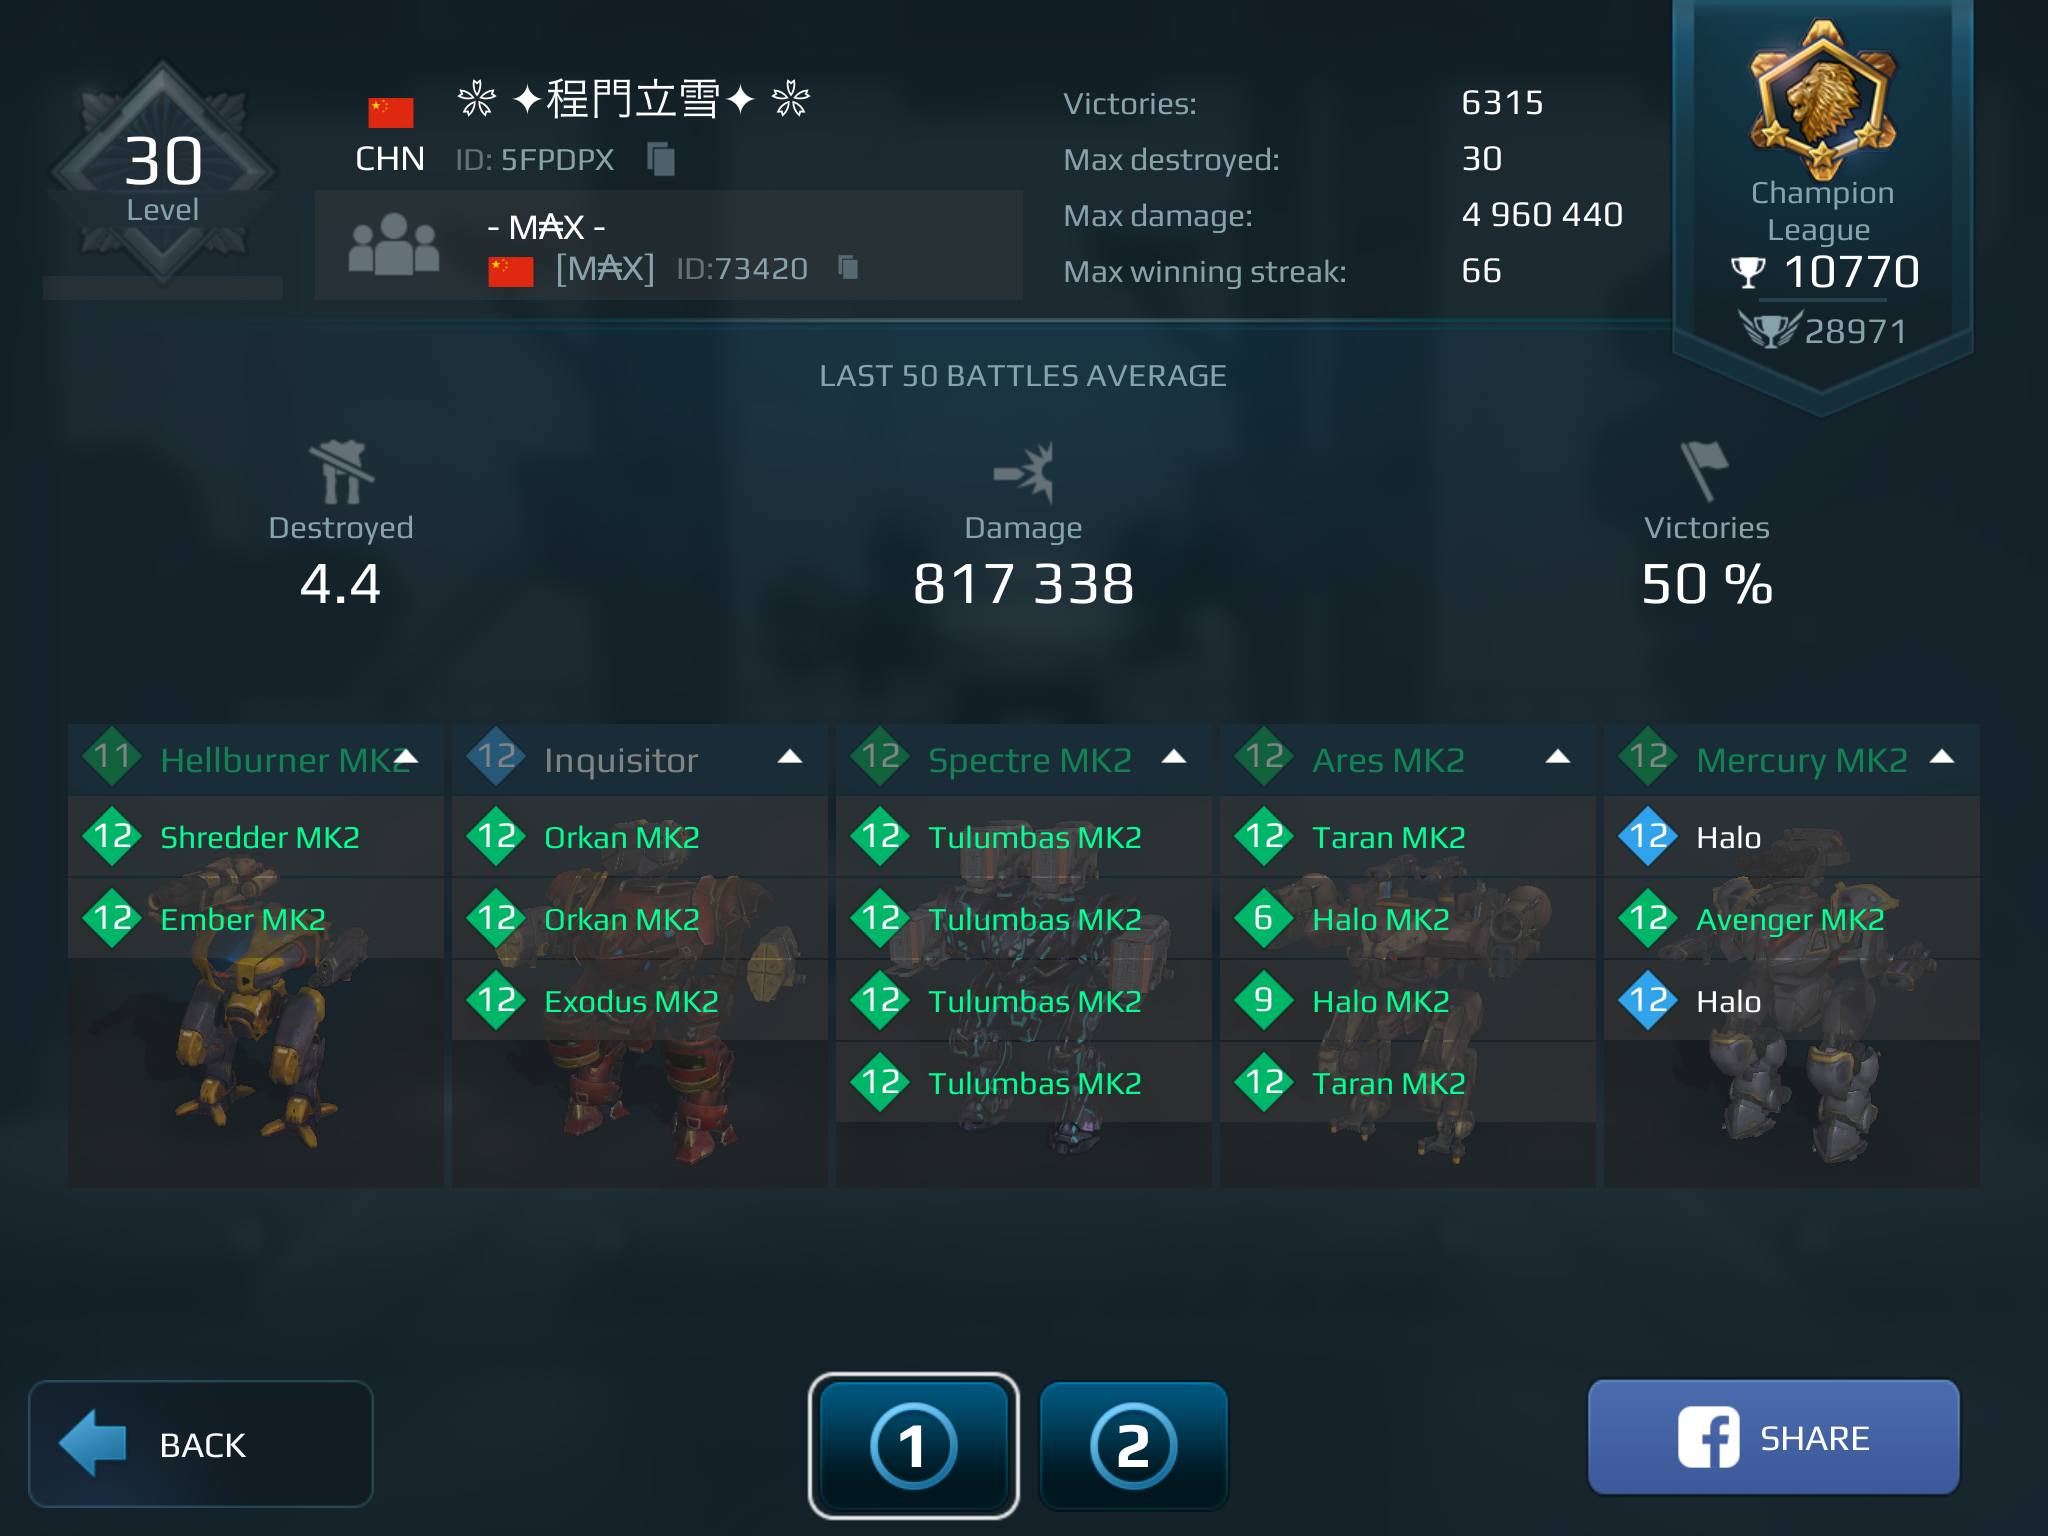 30
Level
❀ ✦程門立雪✦ ❀
CHN ID: 5FPDPX
- M₳X -
[M₳X] ID:73420
Victories: 6315
Max destroyed: 30
Max damage: 4 960 440
Max winning streak: 66
Champion
League
10770
28971
LAST 50 BATTLES AVERAGE
Destroyed
4.4
Damage
817 338
Victories
50 %
11 Hellburner MK2
12 Shredder MK2
12 Ember MK2
12 Inquisitor
12 Orkan MK2
12 Orkan MK2
12 Exodus MK2
12 Spectre MK2
12 Tulumbas MK2
12 Tulumbas MK2
12 Tulumbas MK2
12 Tulumbas MK2
12 Ares MK2
12 Taran MK2
6 Halo MK2
9 Halo MK2
12 Taran MK2
12 Mercury MK2
12 Halo
12 Avenger MK2
12 Halo
BACK
1
2
SHARE